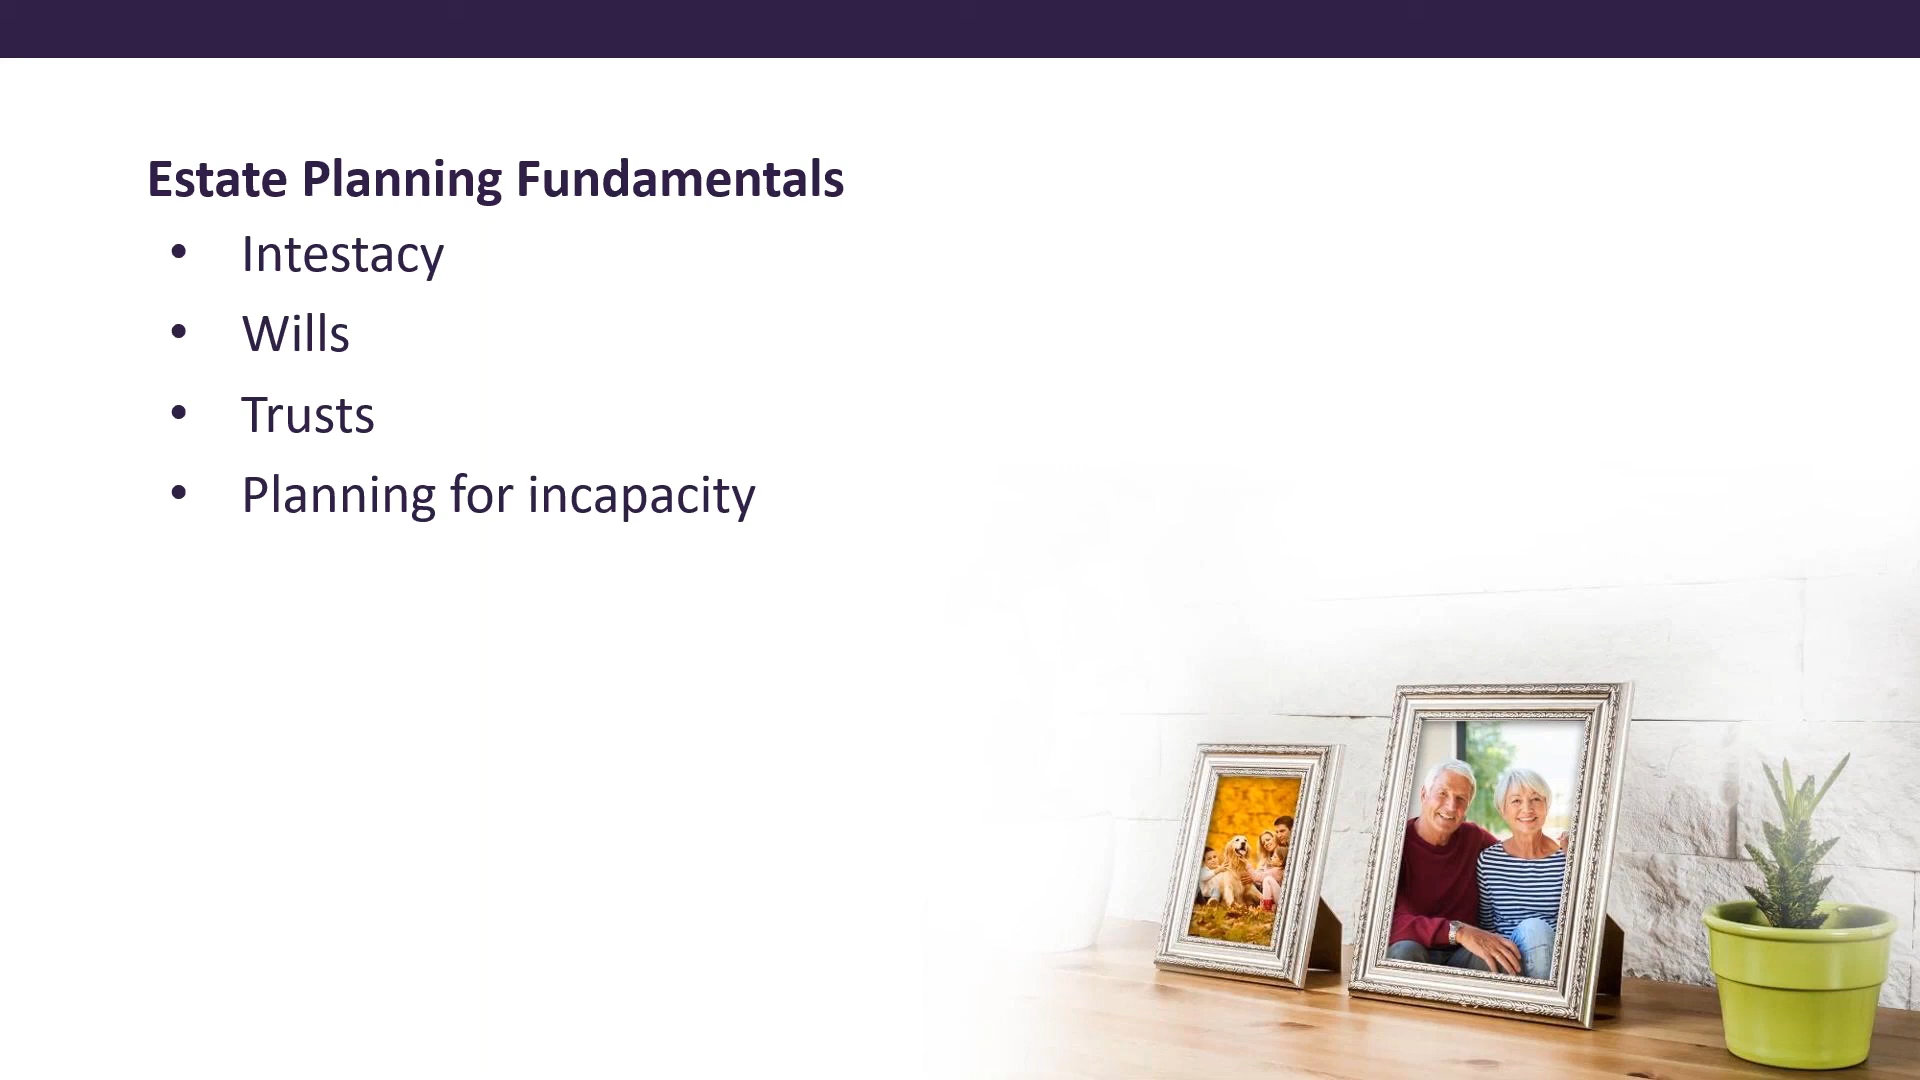 Estate Planning Fundamentals
• Intestacy
• Wills
• Trusts
• Planning for incapacity